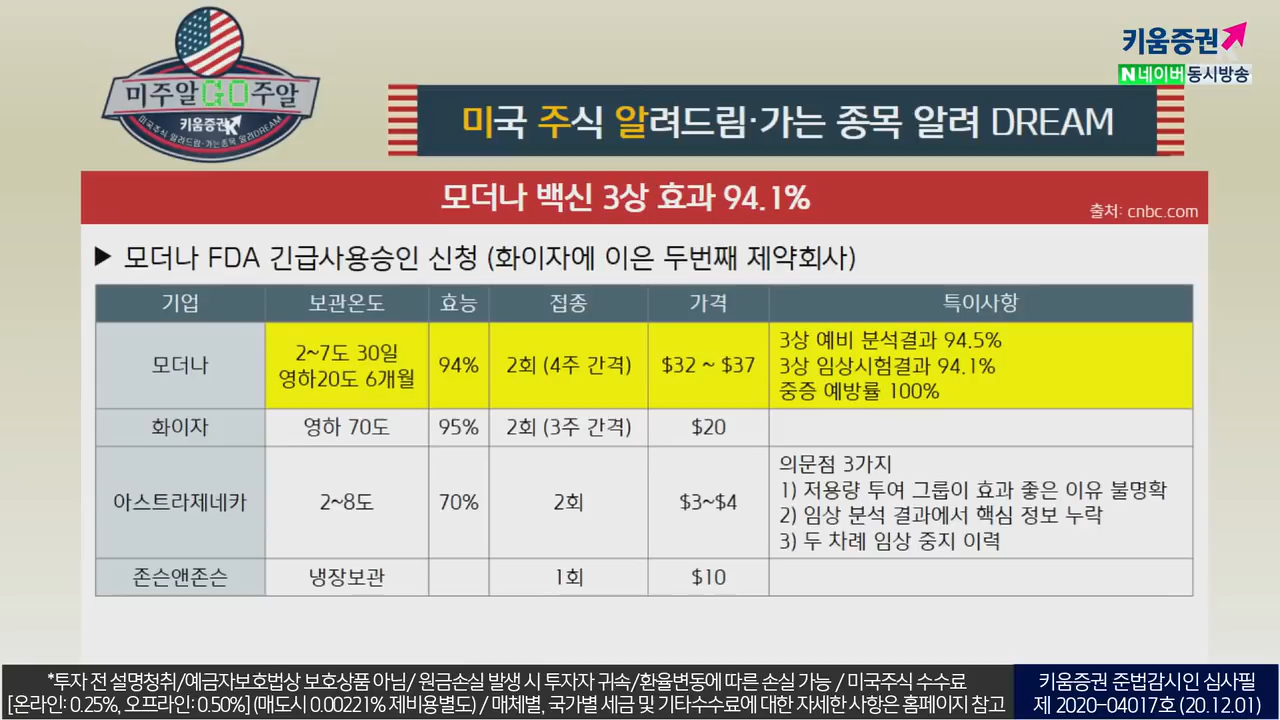 미주알GO주알
키움증권
미국주식 알려드림·가는종목 알려DREAM
미국 주식 알려드림·가는 종목 알려 DREAM
키움증권
N 네이버 동시방송
모더나 백신 3상 효과 94.1%
출처: cnbc.com
▶ 모더나 FDA 긴급사용승인 신청 (화이자에 이은 두번째 제약회사)
기업 보관온도 효능 접종 가격 특이사항
모더나 2~7도 30일 영하20도 6개월 94% 2회 (4주 간격) $32 ~ $37 3상 예비 분석결과 94.5%
3상 임상시험결과 94.1%
중증 예방률 100%
화이자 영하 70도 95% 2회 (3주 간격) $20
아스트라제네카 2~8도 70% 2회 $3~$4 의문점 3가지
1) 저용량 투여 그룹이 효과 좋은 이유 불명확
2) 임상 분석 결과에서 핵심 정보 누락
3) 두 차례 임상 중지 이력
존슨앤존슨 냉장보관 1회 $10
*투자 전 설명청취/예금자보호법상 보호상품 아님/ 원금손실 발생 시 투자자 귀속/환율변동에 따른 손실 가능 / 미국주식 수수료
[온라인: 0.25%, 오프라인: 0.50%] (매도시 0.00221% 제비용별도) / 매체별, 국가별 세금 및 기타수수료에 대한 자세한 사항은 홈페이지 참고
키움증권 준법감시인 심사필
제 2020-04017호 (20.12.01)